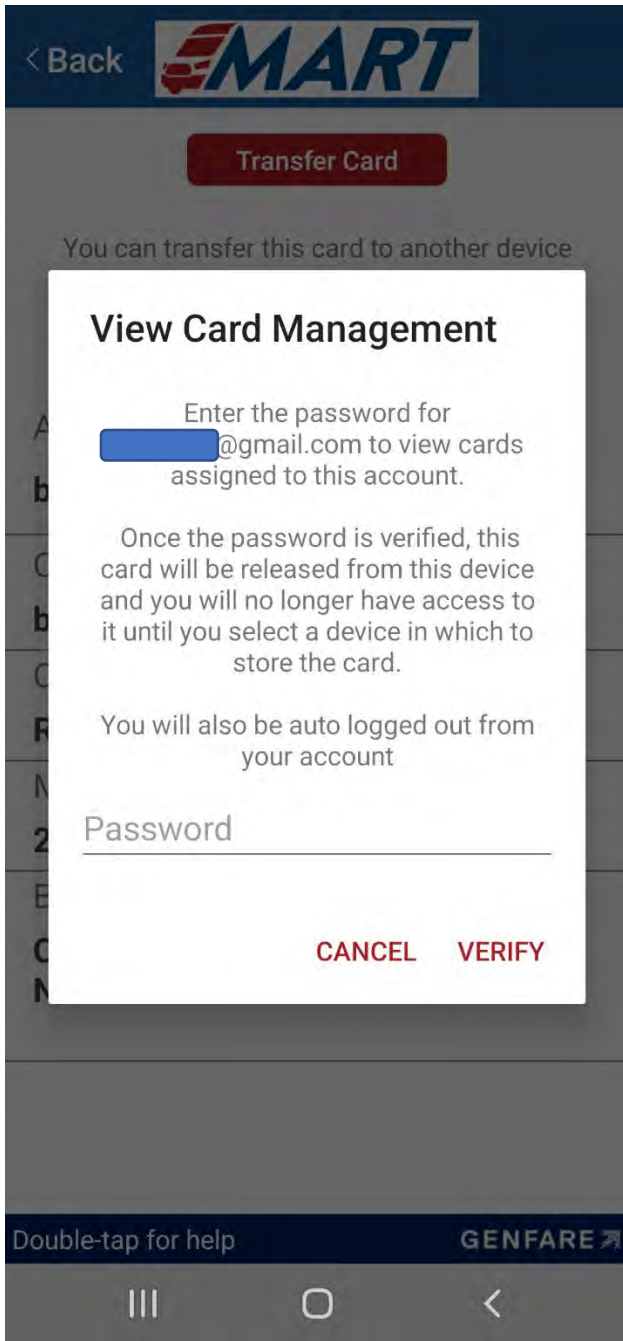 < Back
MART
Transfer Card
You can transfer this card to another device
View Card Management
Enter the password for
@gmail.com to view cards
assigned to this account.
Once the password is verified, this
card will be released from this device
and you will no longer have access to
it until you select a device in which to
store the card.
You will also be auto logged out from
your account
A
b
C
b
C
R
M
2
B
C
N
Password
CANCEL VERIFY
Double-tap for help GENFARE